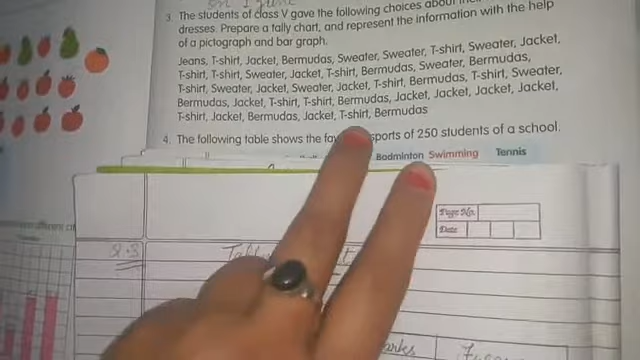 3. The students of class V gave the following choices about
dresses. Prepare a tally chart, and represent the information with the help
of a pictograph and bar graph.
Jeans, T-shirt, Jacket, Bermudas, Sweater, Sweater, T-shirt, Sweater, Jacket,
T-shirt, T-shirt, Sweater, Jacket, T-shirt, Bermudas, Sweater, Bermudas,
T-shirt, Sweater, Jacket, Sweater, Jacket, T-shirt, Bermudas, T-shirt, Sweater,
Bermudas, Jacket, T-shirt, T-shirt, Bermudas, Jacket, Jacket, Jacket, Jacket,
T-shirt, Jacket, Bermudas, Jacket, T-shirt, Bermudas
4. The following table shows the sports of 250 students of a school.
Badminton Swimming Tennis
Page No.
Date